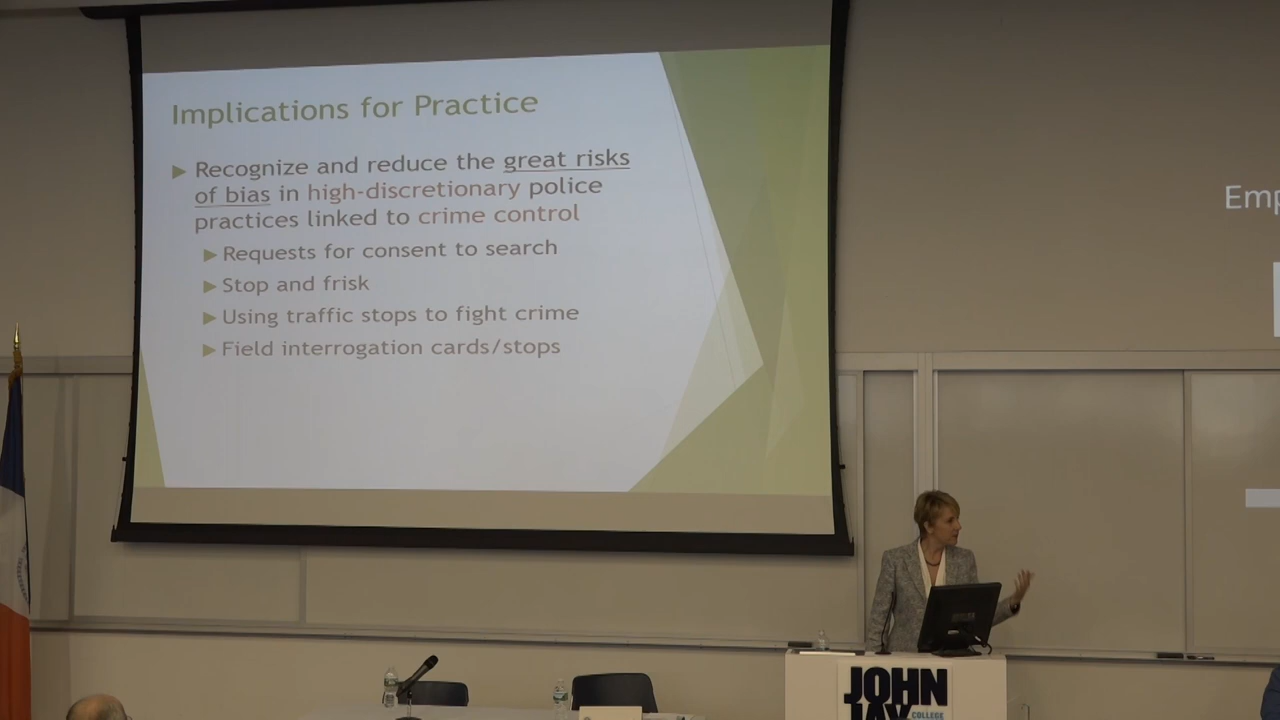 Implications for Practice
Recognize and reduce the great risks
of bias in high-discretionary police
practices linked to crime control
Requests for consent to search
Stop and frisk
Using traffic stops to fight crime
Field interrogation cards/stops
JOHN
JAY
COLLEGE